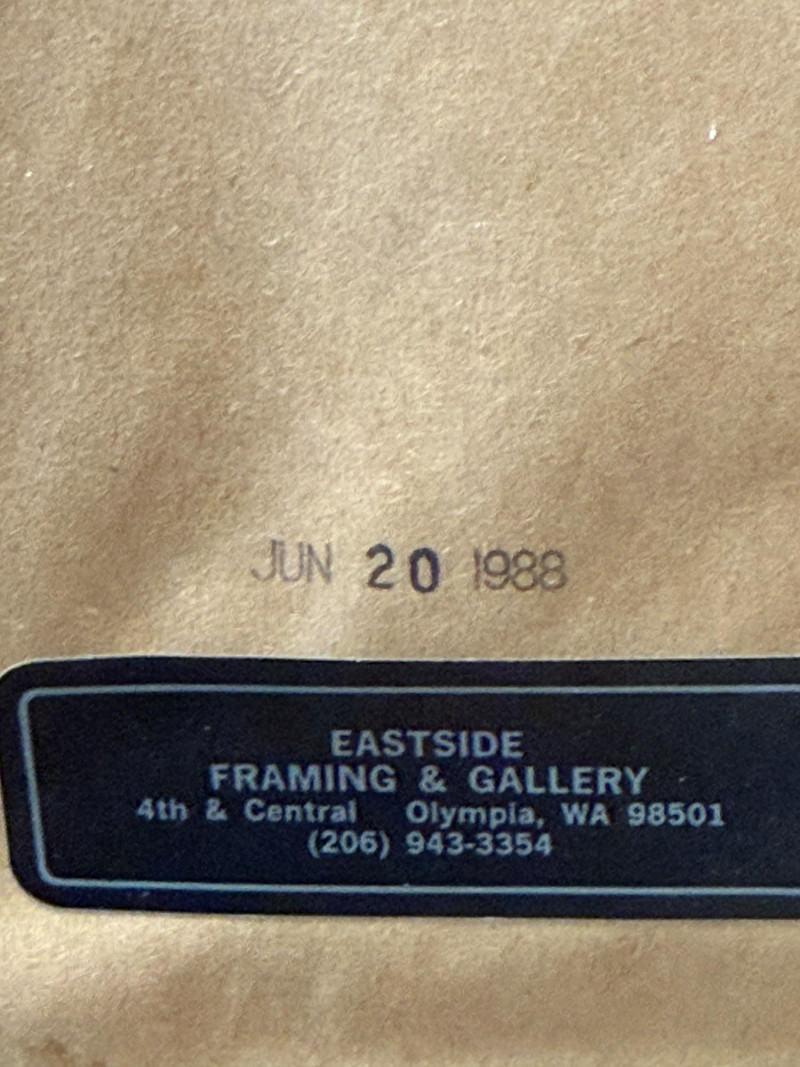 JUN 20 1988
EASTSIDE
FRAMING & GALLERY
4th & Central Olympia, WA 98501
(206) 943-3354